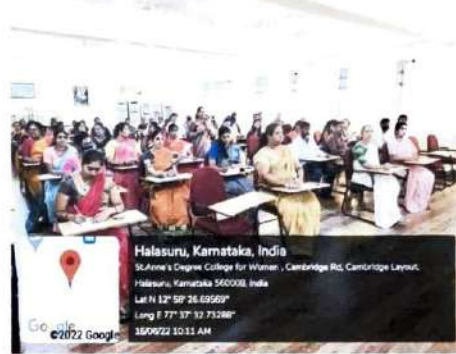 Halasuru, Karnataka, India
St.Anne's Degree College for Women , Cambridge Rd, Cambridge Layout,
Halasuru, Karnataka 560008, India
Lat N 12° 58' 26.69569"
Long E 77° 37' 32.73288"
16/06/22 10:11 AM
Google
©2022 Google